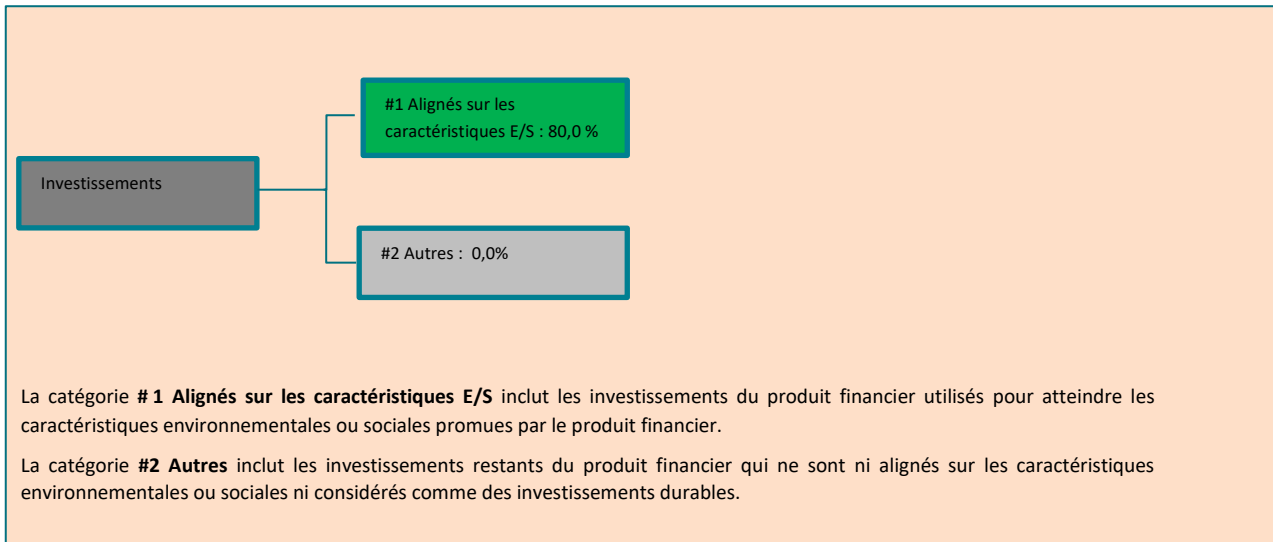 #1 Alignés sur les
caractéristiques E/S : 80,0 %
Investissements
#2 Autres :  0,0%
La catégorie # 1 Alignés sur les caractéristiques E/S inclut les investissements du produit financier utilisés pour atteindre les
caractéristiques environnementales ou sociales promues par le produit financier.
La catégorie #2 Autres inclut les investissements restants du produit financier qui ne sont ni alignés sur les caractéristiques
environnementales ou sociales ni considérés comme des investissements durables.